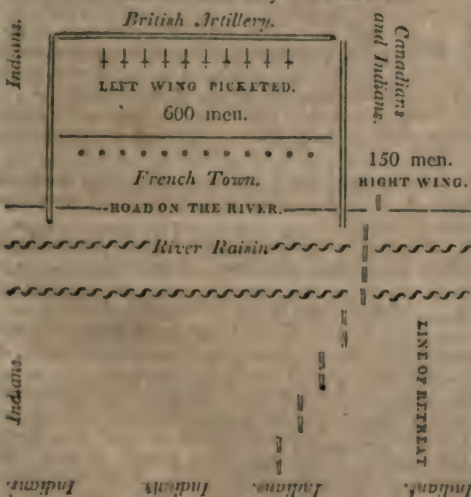 British Artillery.
Indians.
Canadians
and Indians.
LEFT WING PICKETED.
600 men.
French Town.
150 men.
RIGHT WING.
ROAD ON THE RIVER.
River Raisin
Indians.
LINE OF RETREAT
Indians.
Indians.
Indians.
Indians.